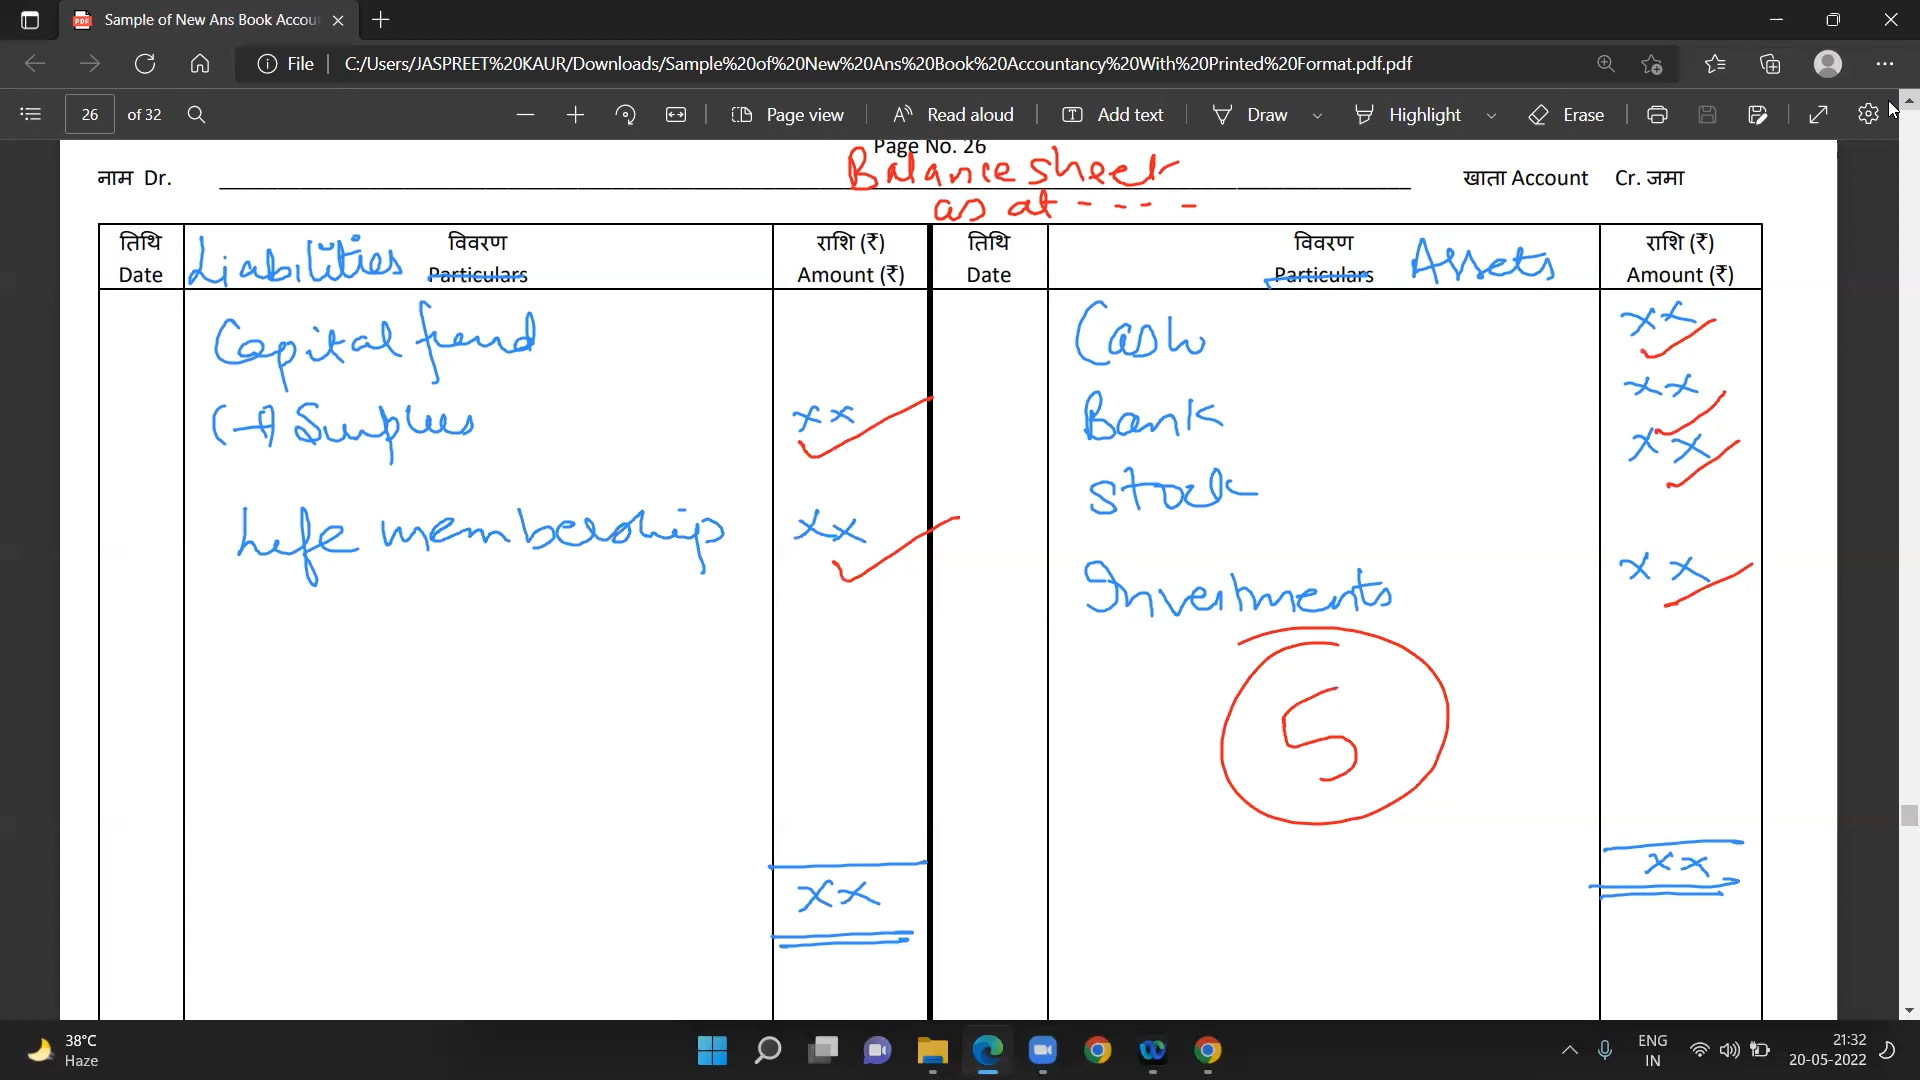 Sample of New Ans Book Accou
File C:/Users/JASPREET%20KAUR/Downloads/Sample%20of%20New%20Ans%20Book%20Accountancy%20With%20Printed%20Format.pdf.pdf
26 of 32 Page view Read aloud Add text Draw Highlight Erase
Page No. 26
नाम Dr. Balance sheet खाता Account Cr. जमा
as at - - - -
तिथि विवरण राशि (₹) तिथि विवरण राशि (₹)
Date Liabilities Particulars Amount (₹) Date Particulars Assets Amount (₹)
Capital fund Cash xx
(+) Surplus xx Bank xx
Stock xx
Life membership xx Investments xx
5
xx xx
38°C
Haze
ENG
IN
21:32
20-05-2022